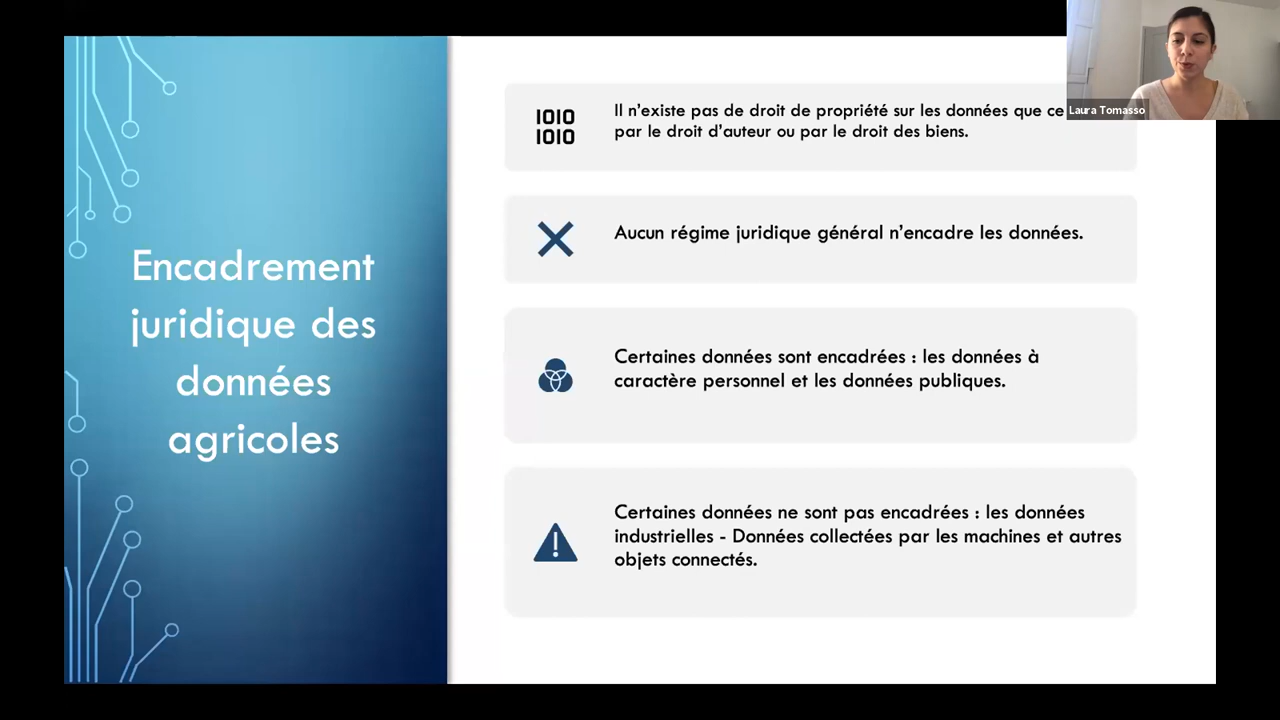 Laura Tomasso
Encadrement
juridique des
données
agricoles
1010
1010
Il n’existe pas de droit de propriété sur les données que ce
par le droit d’auteur ou par le droit des biens.
Aucun régime juridique général n’encadre les données.
Certaines données sont encadrées : les données à
caractère personnel et les données publiques.
Certaines données ne sont pas encadrées : les données
industrielles - Données collectées par les machines et autres
objets connectés.